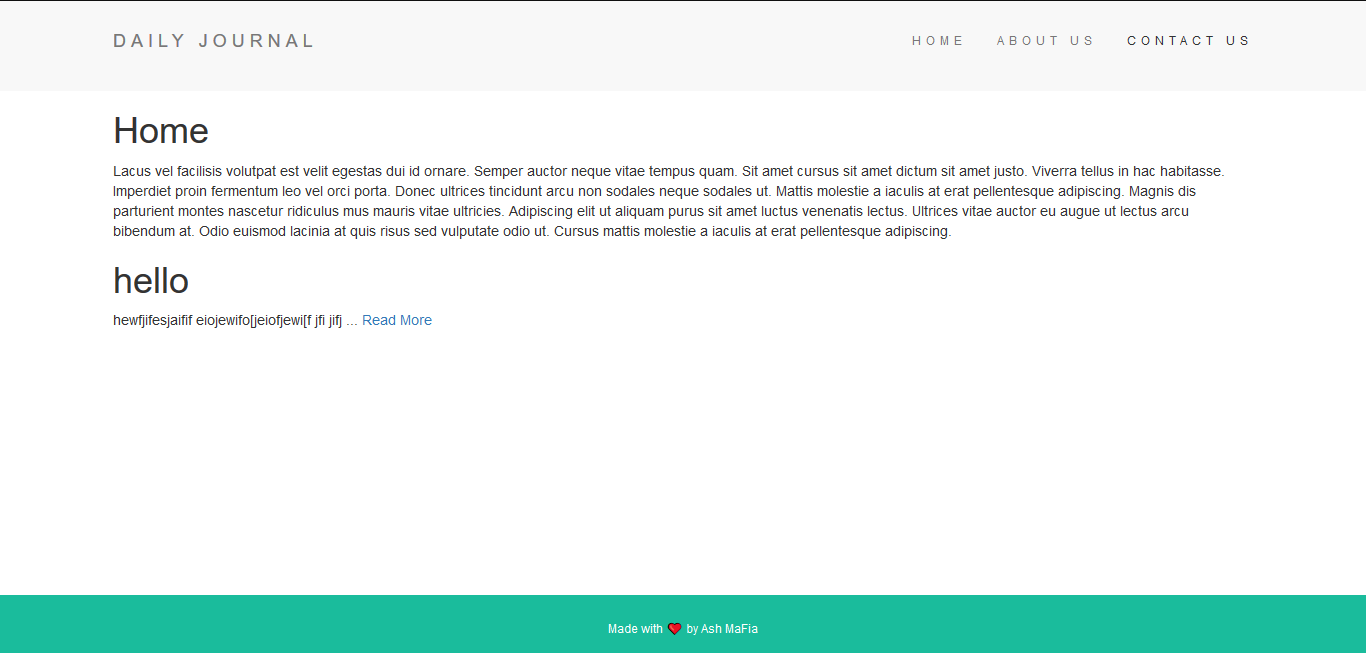 DAILY JOURNAL
HOME ABOUT US CONTACT US
Home
Lacus vel facilisis volutpat est velit egestas dui id ornare. Semper auctor neque vitae tempus quam. Sit amet cursus sit amet dictum sit amet justo. Viverra tellus in hac habitasse.
Imperdiet proin fermentum leo vel orci porta. Donec ultrices tincidunt arcu non sodales neque sodales ut. Mattis molestie a iaculis at erat pellentesque adipiscing. Magnis dis
parturient montes nascetur ridiculus mus mauris vitae ultricies. Adipiscing elit ut aliquam purus sit amet luctus venenatis lectus. Ultrices vitae auctor eu augue ut lectus arcu
bibendum at. Odio euismod lacinia at quis risus sed vulputate odio ut. Cursus mattis molestie a iaculis at erat pellentesque adipiscing.
hello
hewfjifesjaifif eiojewifo[jeiofjewi[f jfi jifj ... Read More
Made with ❤ by Ash MaFia